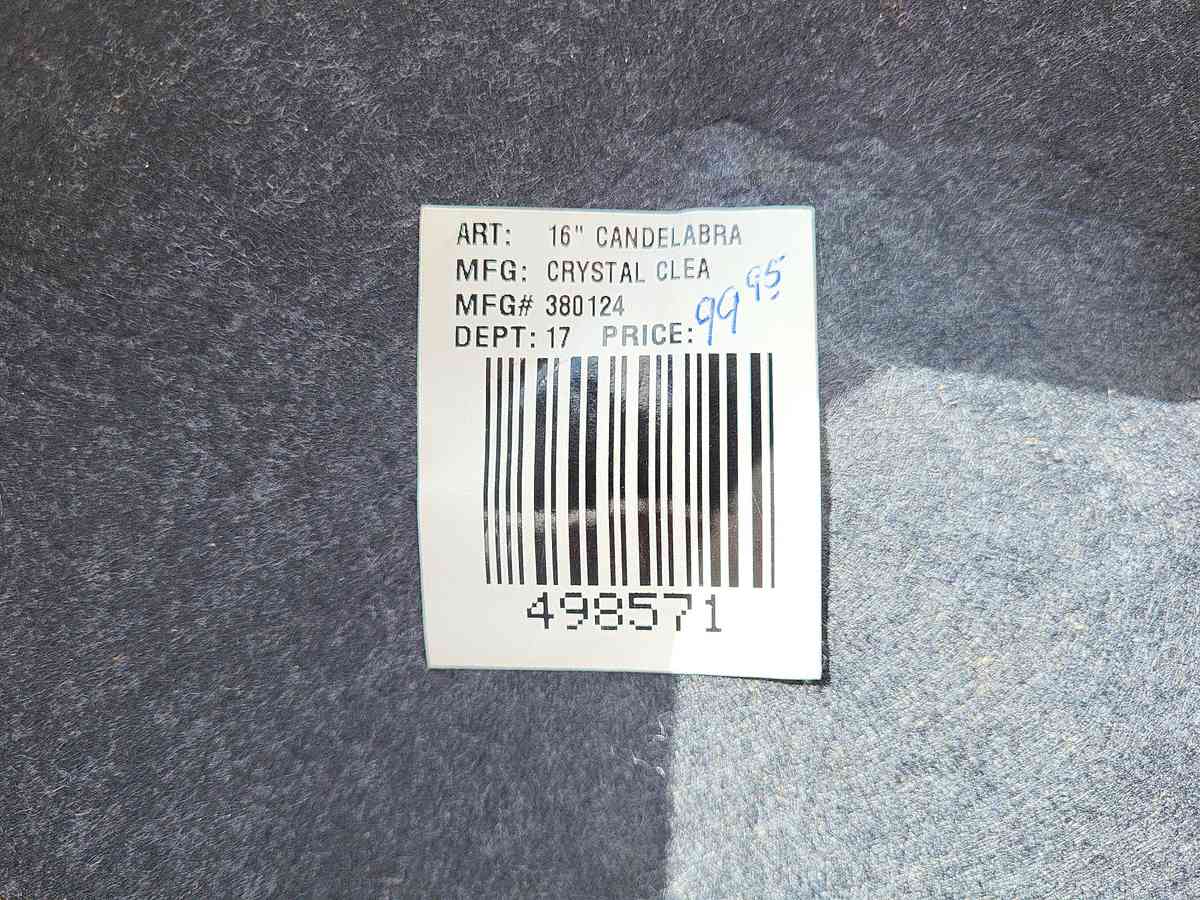 ART: 16" CANDELABRA
MFG: CRYSTAL CLEA
MFG# 380124
DEPT: 17 PRICE: 99 95
498571